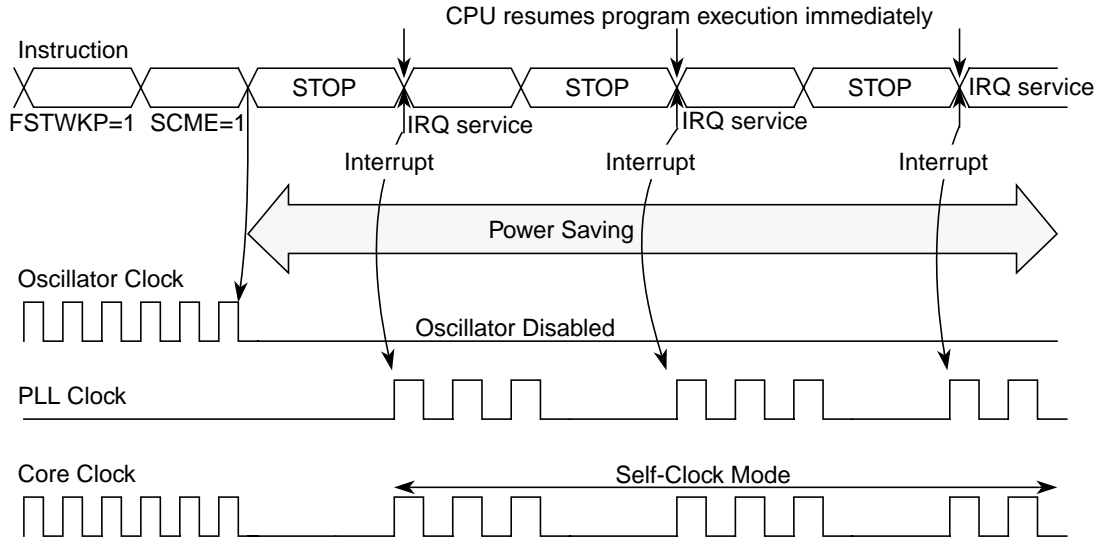 CPU resumes program execution immediately
Instruction
STOP
STOP
STOP
IRQ service
FSTWKP=1
SCME=1
IRQ service
IRQ service
Interrupt
Interrupt
Interrupt
Power Saving
Oscillator Clock
Oscillator Disabled
PLL Clock
Core Clock
Self-Clock Mode